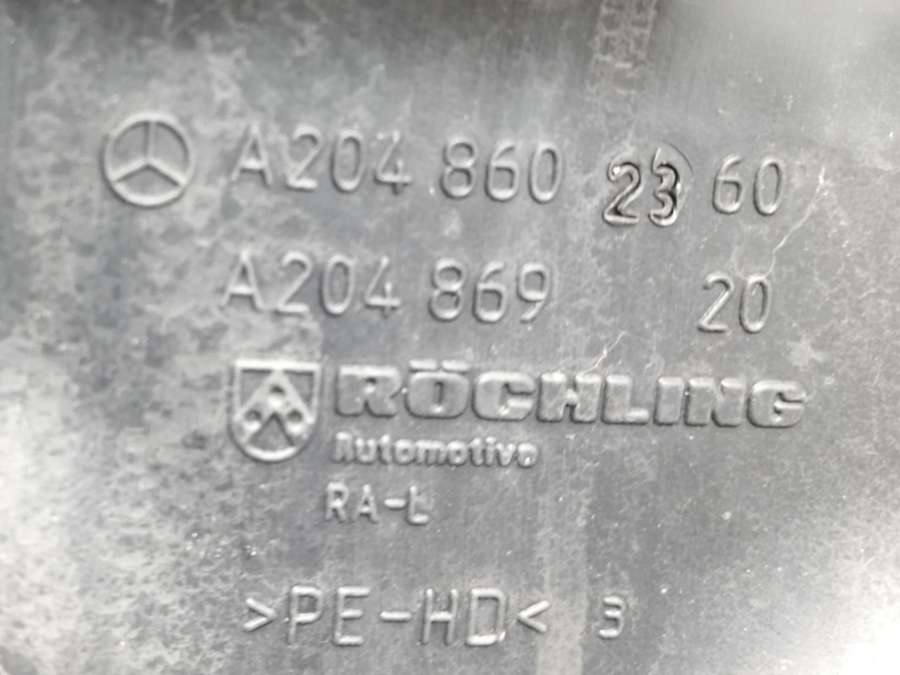 A204 860 23 60
A204 869 20
RÖCHLING
Automotive
RA-L
>PE-HD< 3